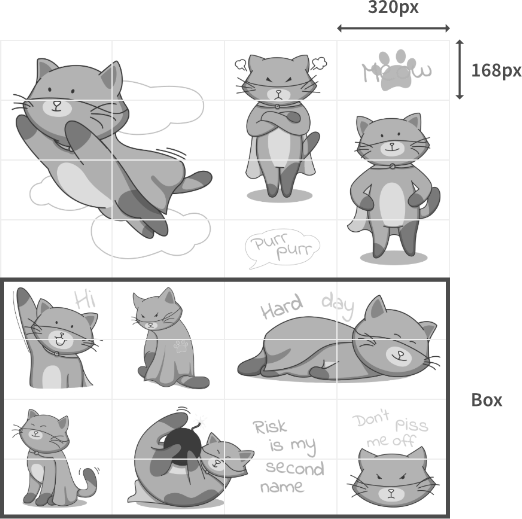 320px
168px
Meow
Purr
purr
Hi
Hard day
Box
Risk
is my
second
name
Don't piss
me off